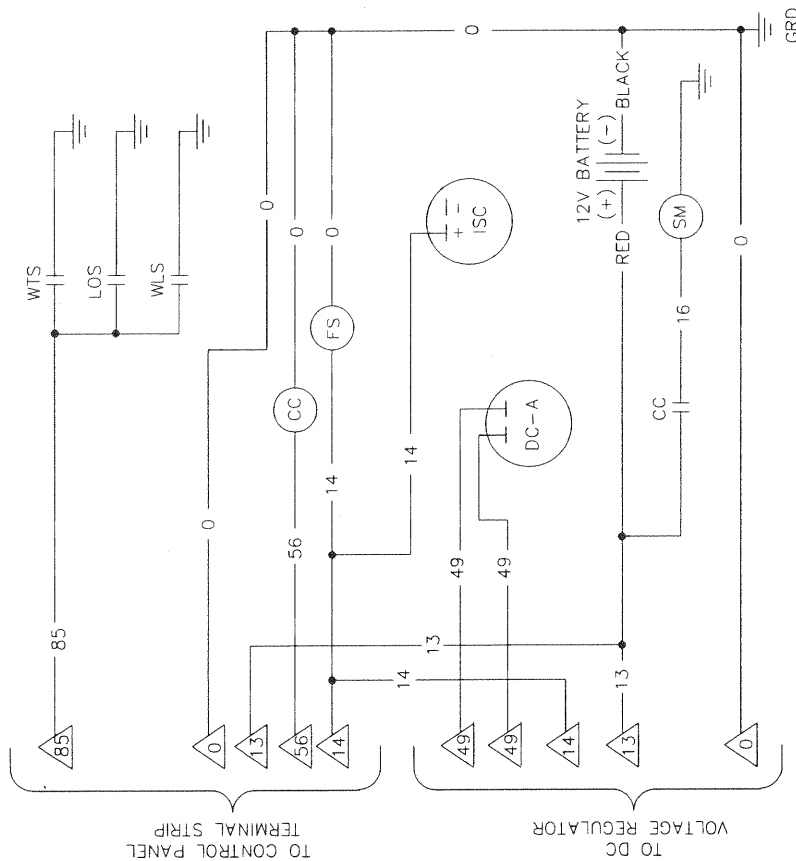 WTS
LOS
WLS
85
0
0
0
0
56
CC
14
FS
14
+ -
ISC
14
13
49
49
DC-A
0
12V BATTERY
(+) (-)
RED
BLACK
13
CC
16
SM
0
GRD
85
0
13
56
14
49
49
14
13
0
TO CONTROL PANEL
TERMINAL STRIP
TO DC
VOLTAGE REGULATOR